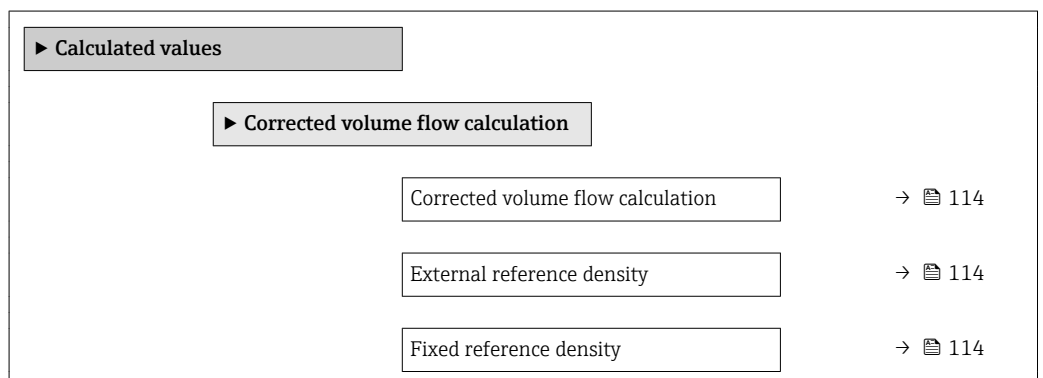 ▶ Calculated values
▶ Corrected volume flow calculation
Corrected volume flow calculation → 🖺 114
External reference density → 🖺 114
Fixed reference density → 🖺 114